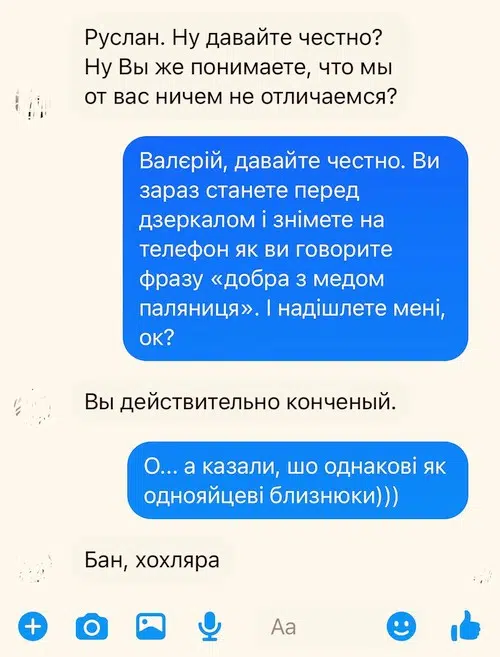 Руслан. Ну давайте честно?
Ну Вы же понимаете, что мы
от вас ничем не отличаемся?
Валєрій, давайте честно. Ви
зараз станете перед
дзеркалом і знімете на
телефон як ви говорите
фразу «добра з медом
паляниця». І надішлете мені,
ок?
Вы действительно конченый.
О... а казали, шо однакові як
однояйцеві близнюки)))
Бан, хохляра
Aa